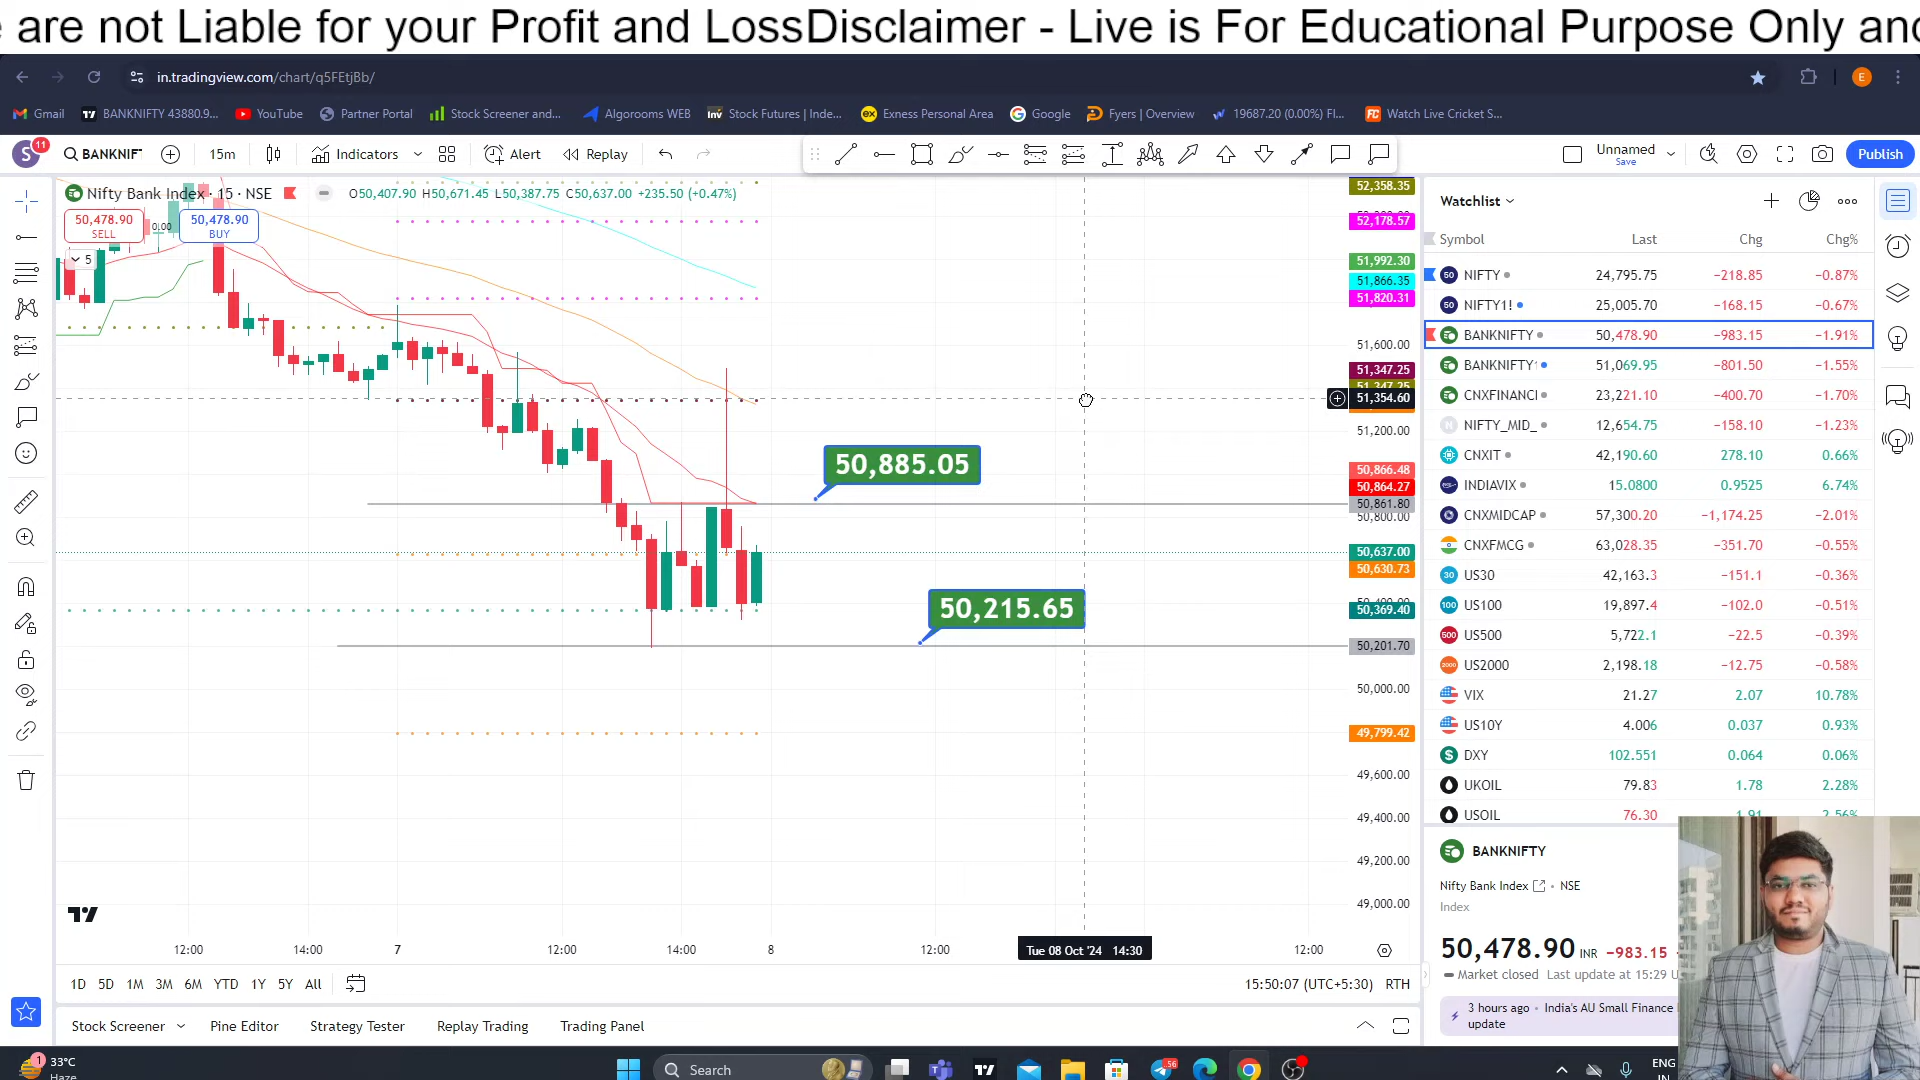 are not Liable for your Profit and LossDisclaimer - Live is For Educational Purpose Only and
in.tradingview.com/chart/q5FEtjBb/
E
Gmail
BANKNIFTY 43880.9...
YouTube
Partner Portal
Stock Screener and...
Algorooms WEB
Stock Futures | Inde...
Exness Personal Area
Google
Fyers | Overview
19687.20 (0.00%) Fl...
Watch Live Cricket S...
S 11
BANKNIF
15m
Indicators
Alert
Replay
Unnamed
Save
Publish
Nifty Bank Index · 15 · NSE
O50,407.90 H50,671.45 L50,387.75 C50,637.00 +235.50 (+0.47%)
50,478.90
SELL
0.00
50,478.90
BUY
5
52,358.35
52,178.57
51,992.30
51,866.35
51,820.31
51,600.00
51,347.25
51,347.25
51,354.60
51,200.00
50,866.48
50,864.27
50,861.80
50,800.00
50,637.00
50,630.73
50,369.40
50,201.70
50,000.00
49,799.42
49,600.00
49,400.00
49,200.00
49,000.00
50,885.05
50,215.65
12:00
14:00
7
12:00
14:00
8
12:00
Tue 08 Oct '24 14:30
12:00
1D 5D 1M 3M 6M YTD 1Y 5Y All
15:50:07 (UTC+5:30) RTH
Stock Screener
Pine Editor
Strategy Tester
Replay Trading
Trading Panel
Watchlist
Symbol Last Chg Chg%
NIFTY 24,795.75 −218.85 −0.87%
NIFTY1! 25,005.70 −168.15 −0.67%
BANKNIFTY 50,478.90 −983.15 −1.91%
BANKNIFTY 51,069.95 −801.50 −1.55%
CNXFINANCI 23,221.10 −400.70 −1.70%
NIFTY_MID_ 12,654.75 −158.10 −1.23%
CNXIT 42,190.60 278.10 0.66%
INDIAVIX 15.0800 0.9525 6.74%
CNXMIDCAP 57,300.20 −1,174.25 −2.01%
CNXFMCG 63,028.35 −351.70 −0.55%
US30 42,163.3 −151.1 −0.36%
US100 19,897.4 −102.0 −0.51%
US500 5,722.1 −22.5 −0.39%
US2000 2,198.18 −12.75 −0.58%
VIX 21.27 2.07 10.78%
US10Y 4.006 0.037 0.93%
DXY 102.551 0.064 0.06%
UKOIL 79.83 1.78 2.28%
USOIL 76.30 1.91 2.56%
BANKNIFTY
Nifty Bank Index • NSE
Index
50,478.90 INR −983.15
Market closed Last update at 15:29 U
3 hours ago • India's AU Small Finance
update
1
33°C
Haze
Search
56
ENG
IN